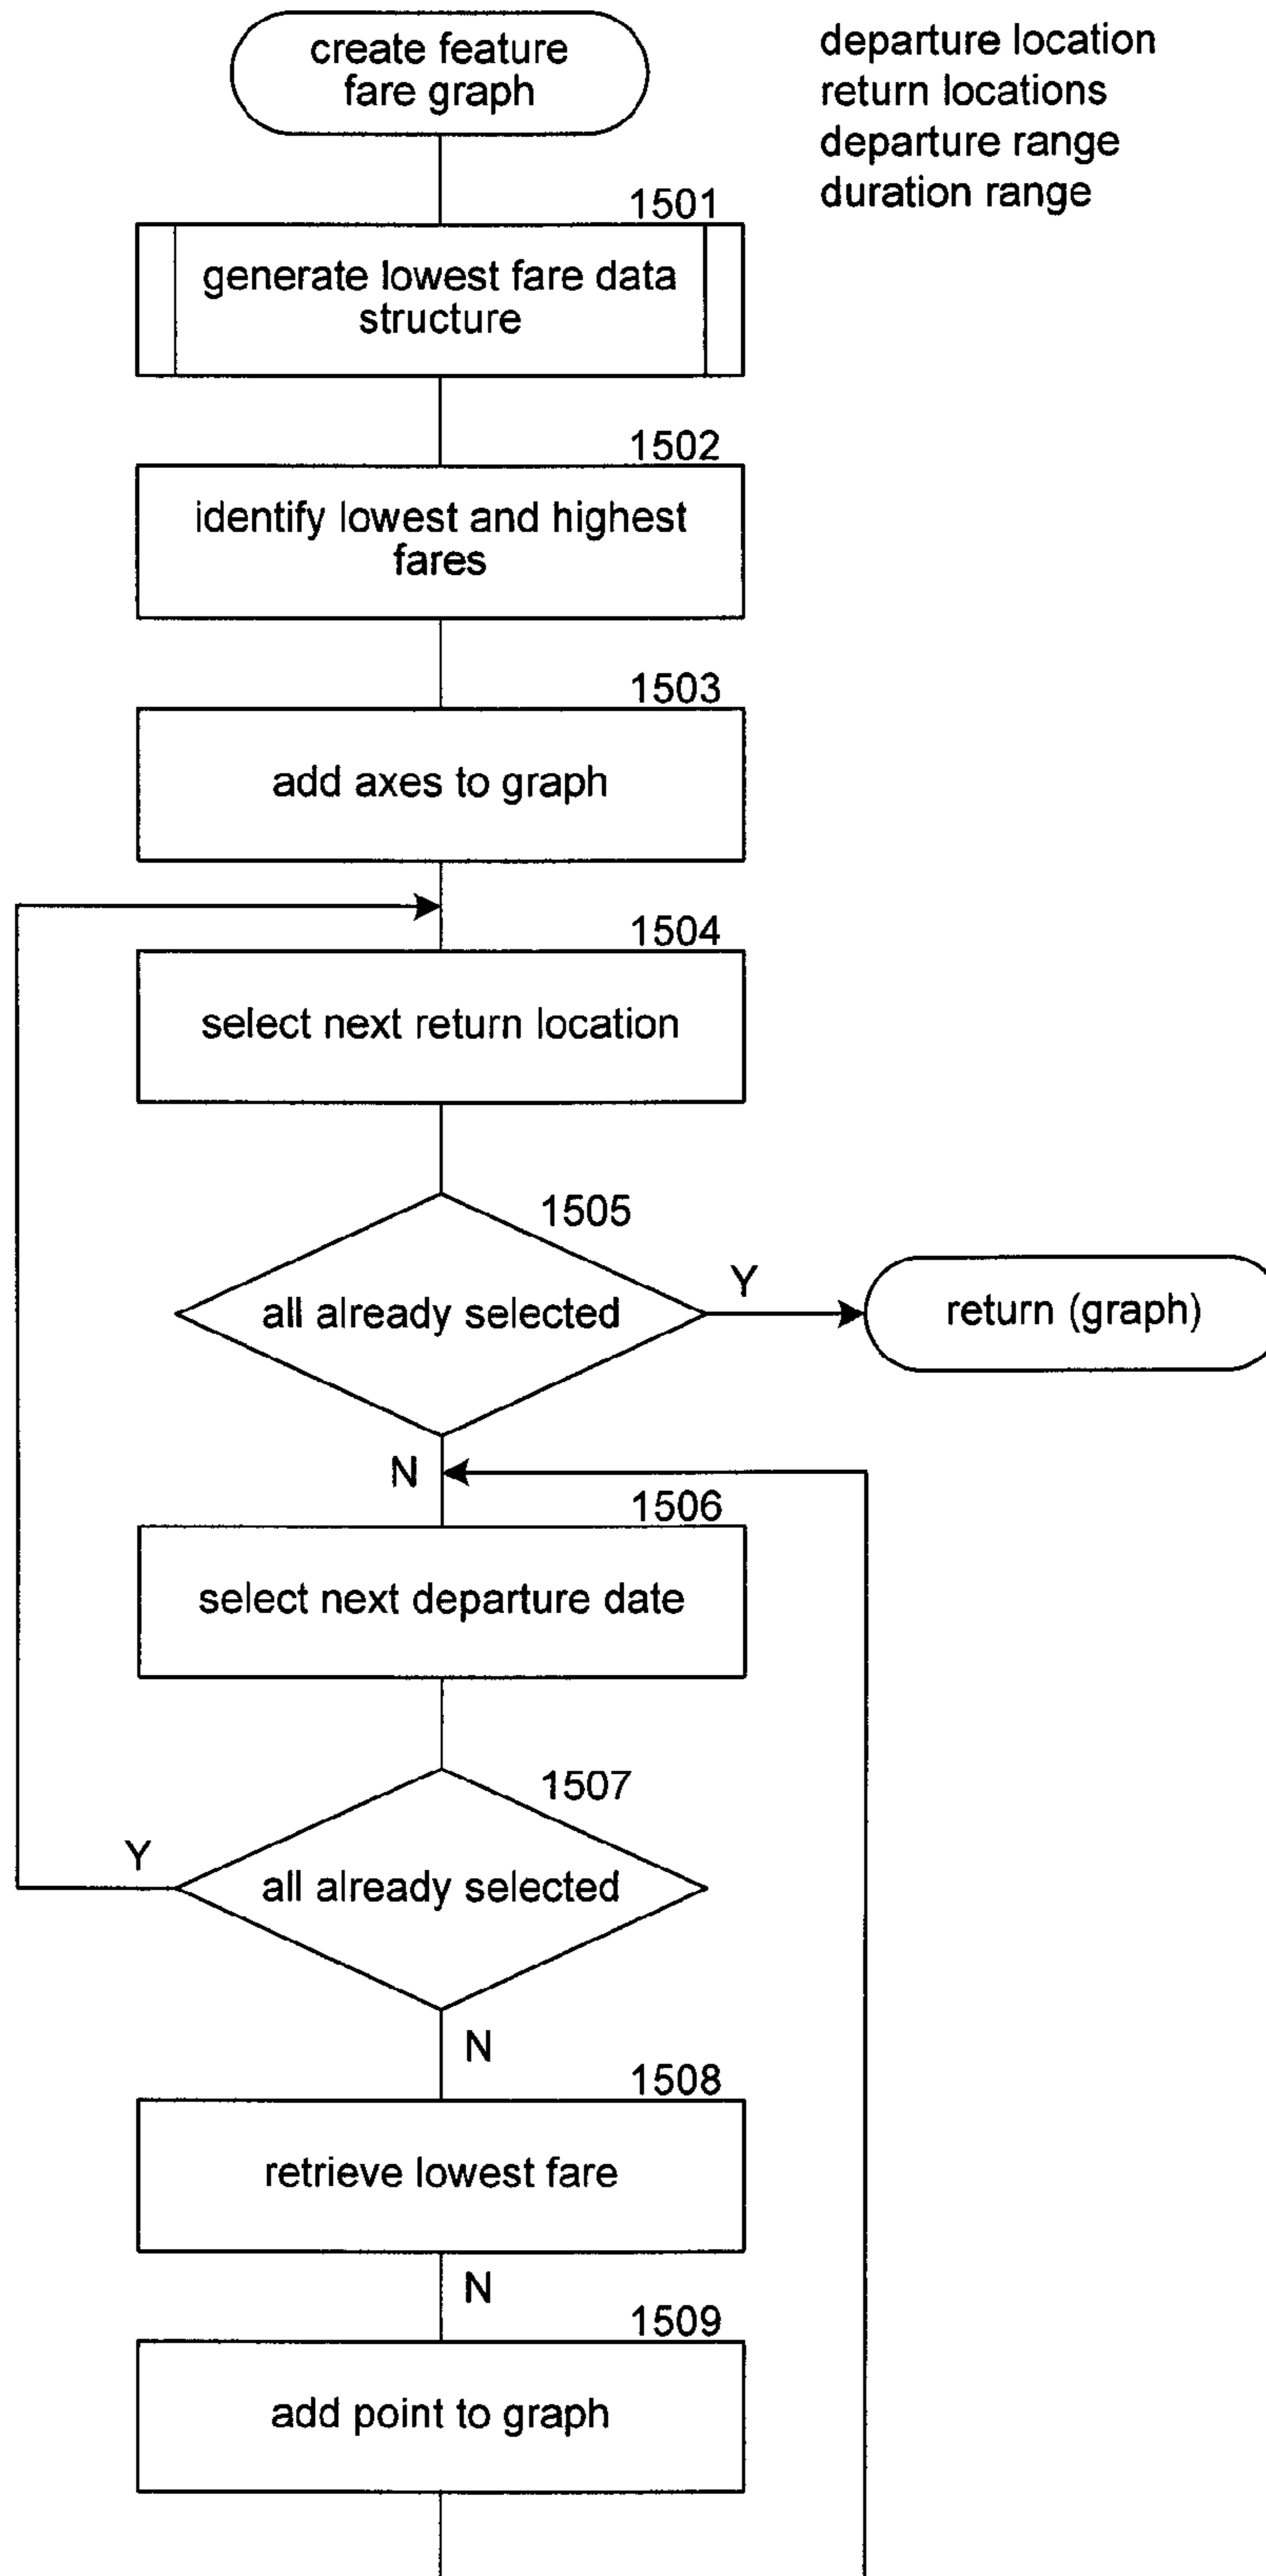 create feature
fare graph
departure location
return locations
departure range
duration range
1501
generate lowest fare data
structure
1502
identify lowest and highest
fares
1503
add axes to graph
1504
select next return location
1505
all already selected
Y
return (graph)
N
1506
select next departure date
1507
Y
all already selected
N
1508
retrieve lowest fare
N
1509
add point to graph